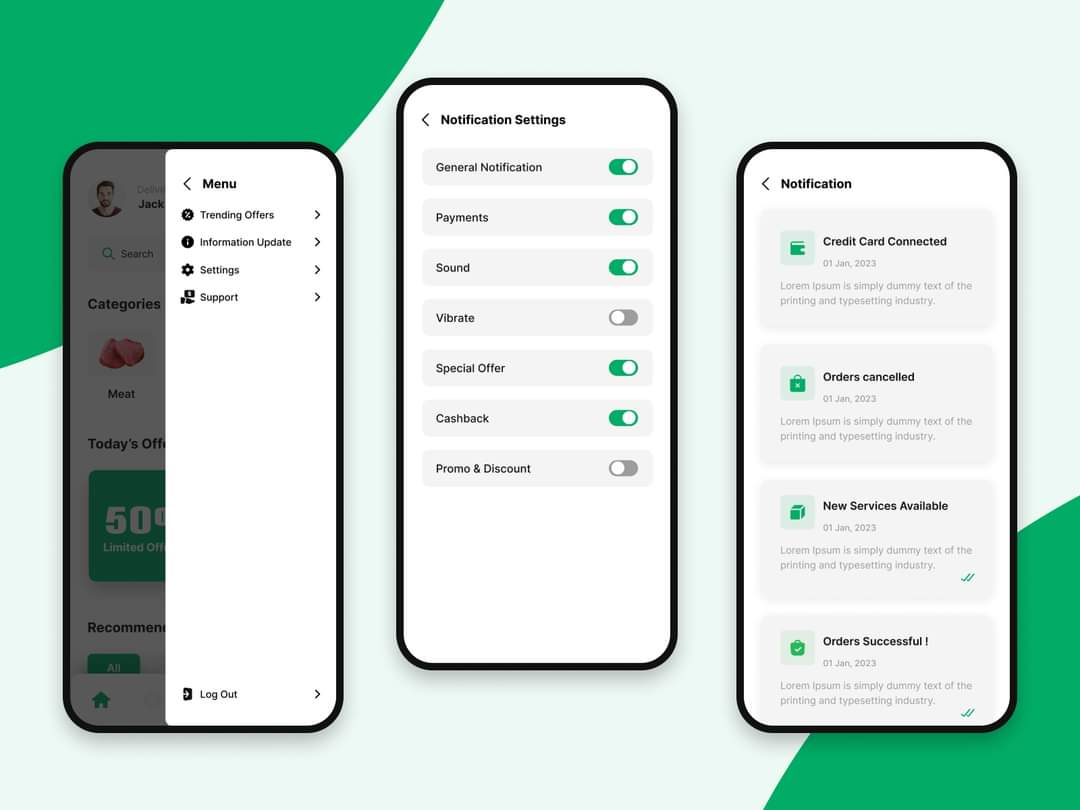 Menu
Trending Offers
Information Update
Settings
Support
Log Out
Jack
Search
Categories
Meat
Today's
Limited
All
Notification Settings
General Notification
Payments
Sound
Vibrate
Special Offer
Cashback
Promo & Discount
Notification
Credit Card Connected
01 Jan, 2023
Lorem Ipsum is simply dummy text of the
printing and typesetting industry.
Orders cancelled
01 Jan, 2023
Lorem Ipsum is simply dummy text of the
printing and typesetting industry.
New Services Available
01 Jan, 2023
Lorem Ipsum is simply dummy text of the
printing and typesetting industry.
Orders Successful !
01 Jan, 2023
Lorem Ipsum is simply dummy text of the
printing and typesetting industry.